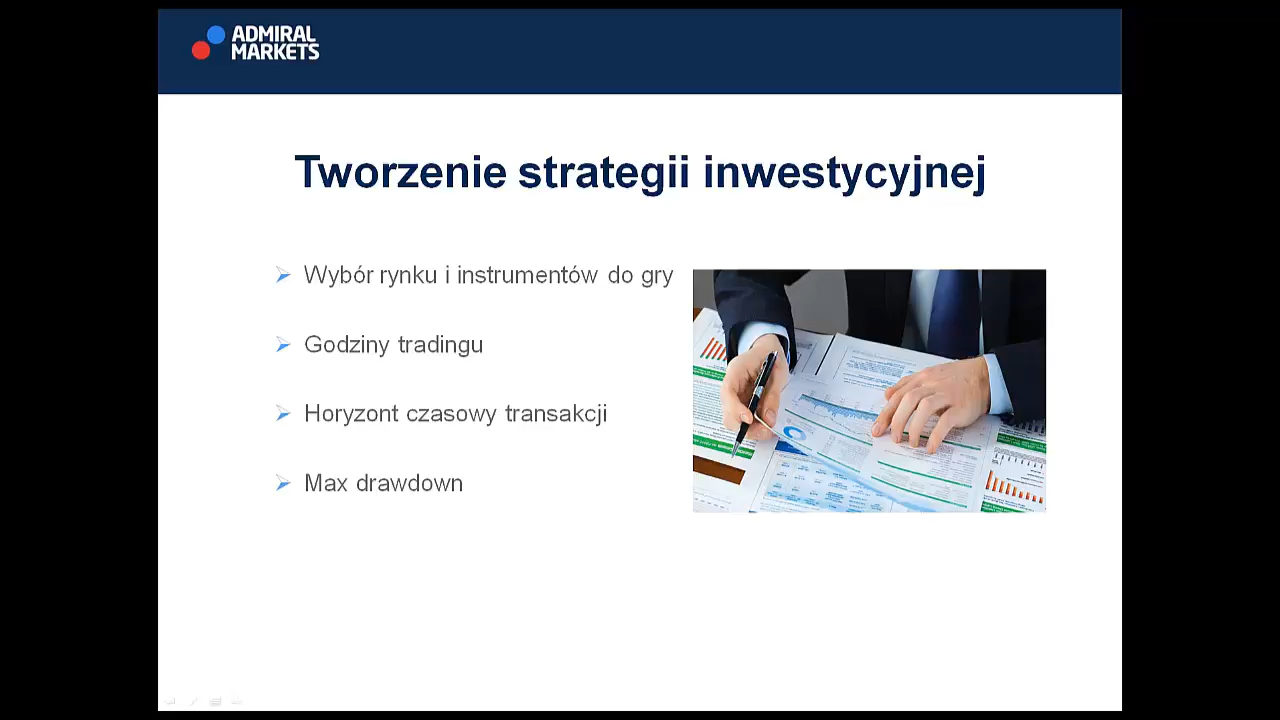 ADMIRAL
MARKETS
Tworzenie strategii inwestycyjnej
Wybór rynku i instrumentów do gry
Godziny tradingu
Horyzont czasowy transakcji
Max drawdown